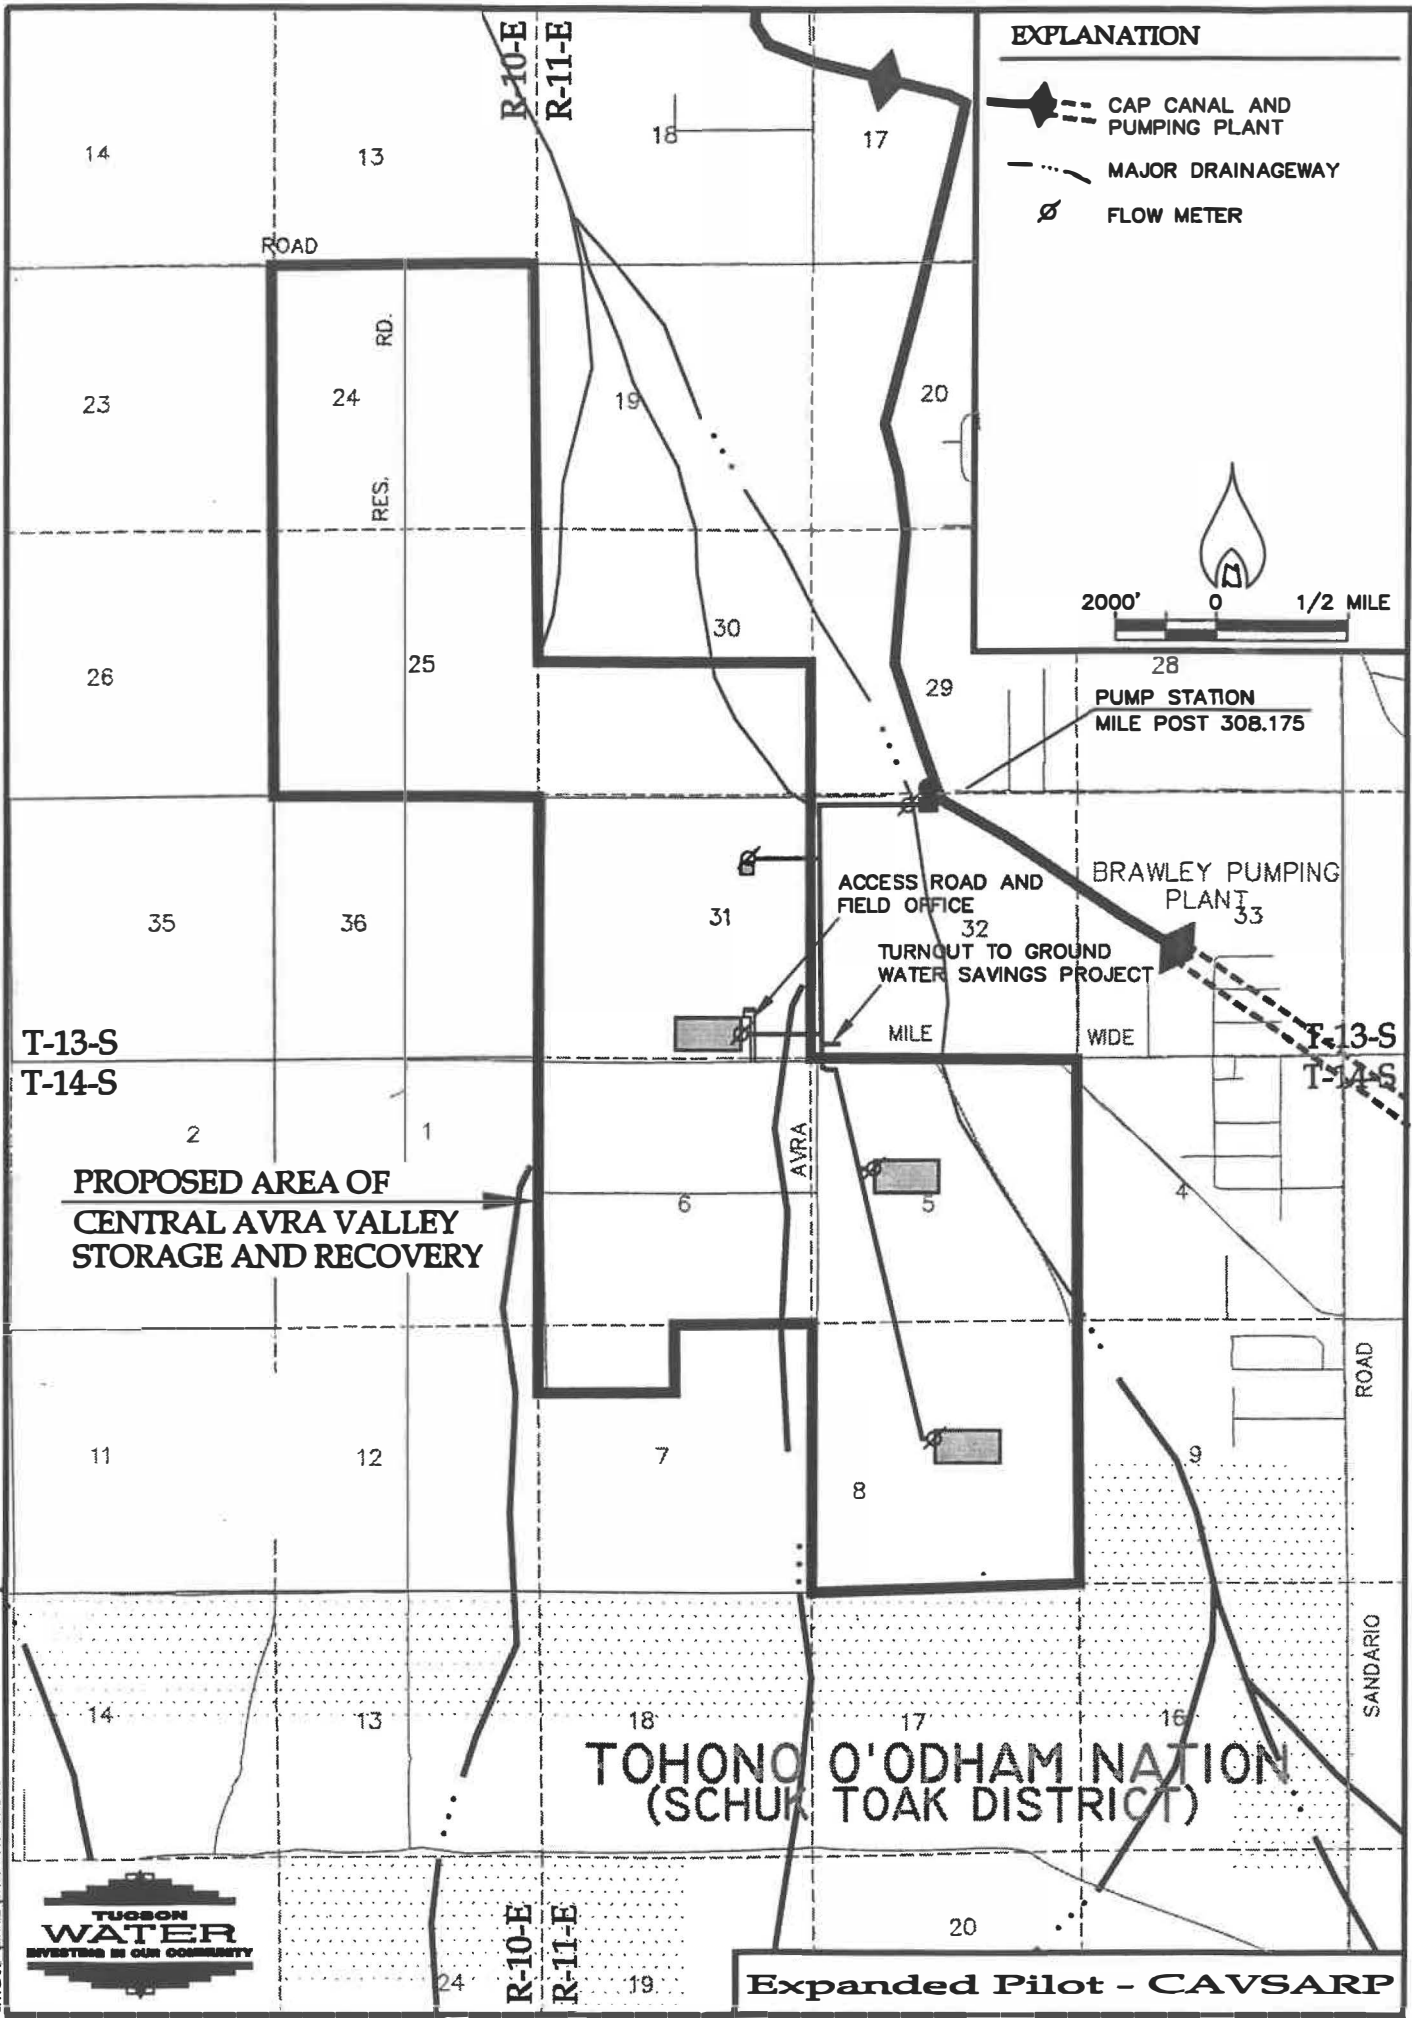 R-10-E
R-11-E
EXPLANATION
CAP CANAL AND
PUMPING PLANT
MAJOR DRAINAGEWAY
FLOW METER
2000' 0 1/2 MILE
14
13
18
17
ROAD
23
24
RES. RD.
19
20
26
25
30
29
28
PUMP STATION
MILE POST 308.175
BRAWLEY PUMPING
PLANT
33
ACCESS ROAD AND
FIELD OFFICE
35
36
31
32
TURNOUT TO GROUND
WATER SAVINGS PROJECT
MILE WIDE
T-13-S
T-14-S
T-13-S
T-14-S
2
1
AVRA
6
5
4
PROPOSED AREA OF
CENTRAL AVRA VALLEY
STORAGE AND RECOVERY
SANDARIO ROAD
11
12
7
8
9
14
13
18
17
16
TOHONO O'ODHAM NATION
(SCHUK TOAK DISTRICT)
TUCSON
WATER
INVESTING IN OUR COMMUNITY
24
R-10-E
R-11-E
19
20
Expanded Pilot - CAVSARP